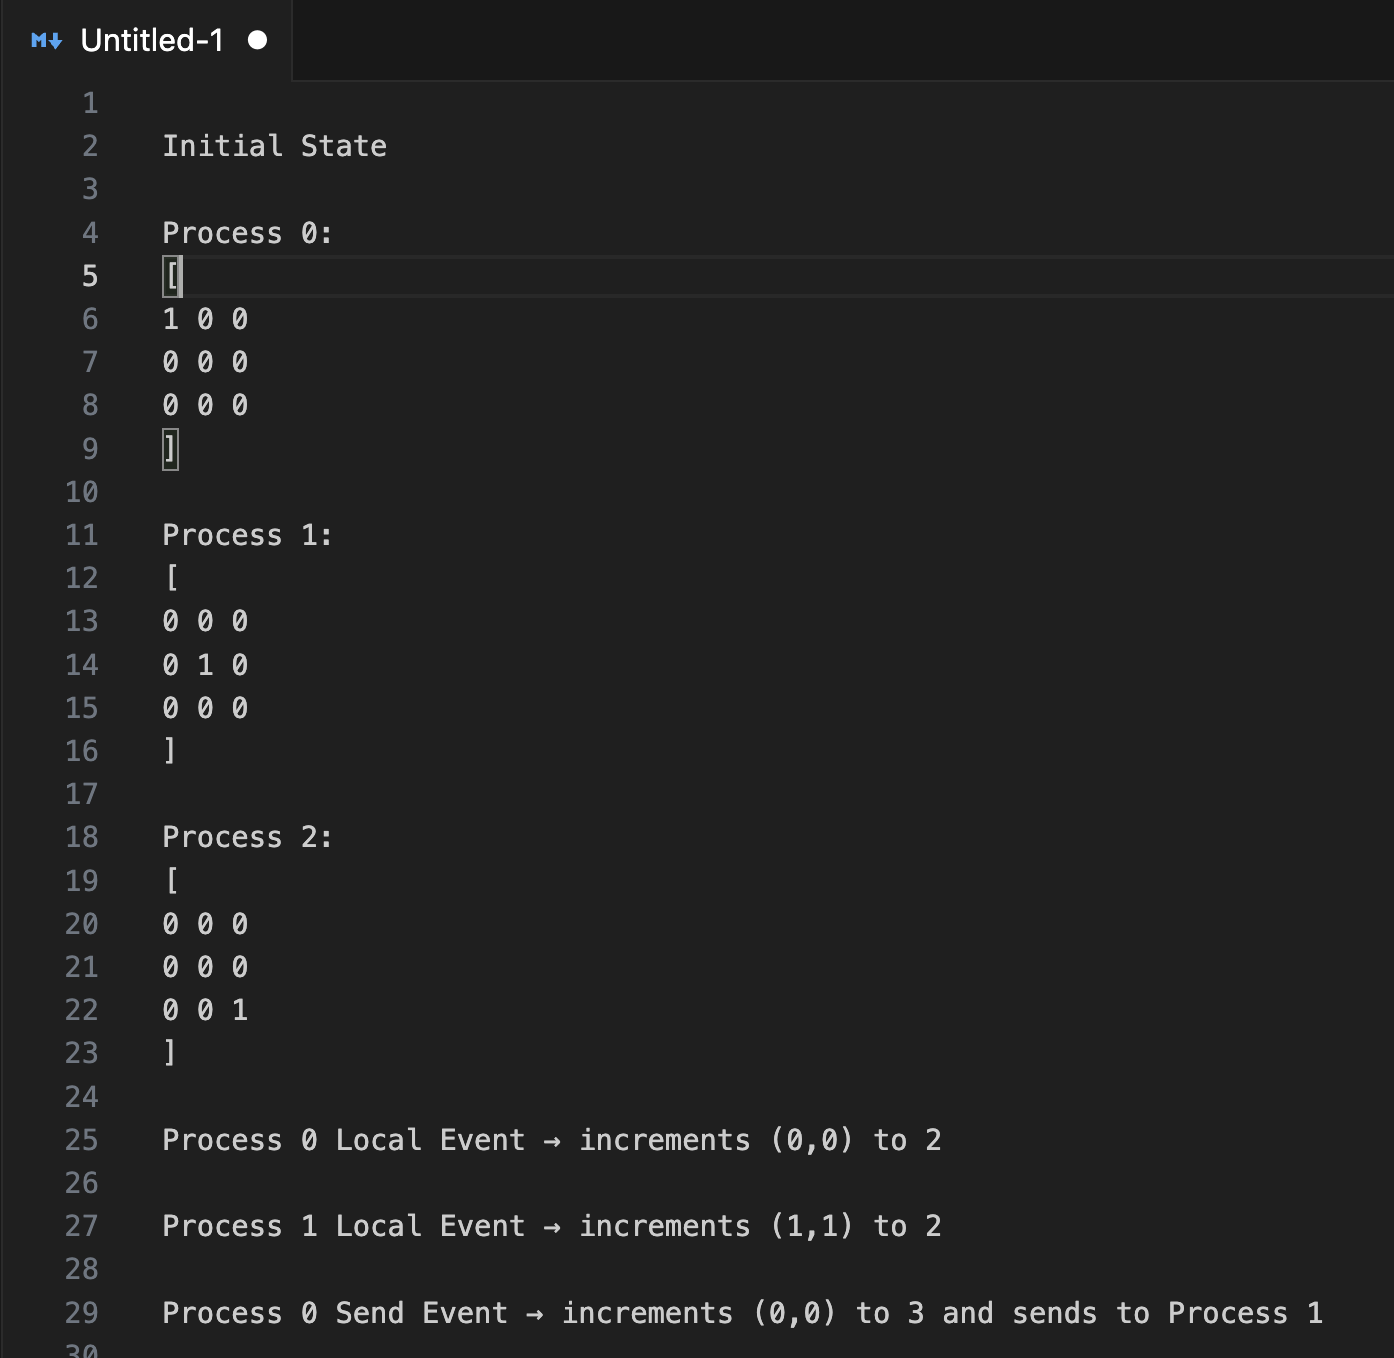 M↓ Untitled-1 ●
1
2 Initial State
3
4 Process 0:
5 [
6 1 0 0
7 0 0 0
8 0 0 0
9 ]
10
11 Process 1:
12 [
13 0 0 0
14 0 1 0
15 0 0 0
16 ]
17
18 Process 2:
19 [
20 0 0 0
21 0 0 0
22 0 0 1
23 ]
24
25 Process 0 Local Event → increments (0,0) to 2
26
27 Process 1 Local Event → increments (1,1) to 2
28
29 Process 0 Send Event → increments (0,0) to 3 and sends to Process 1
30